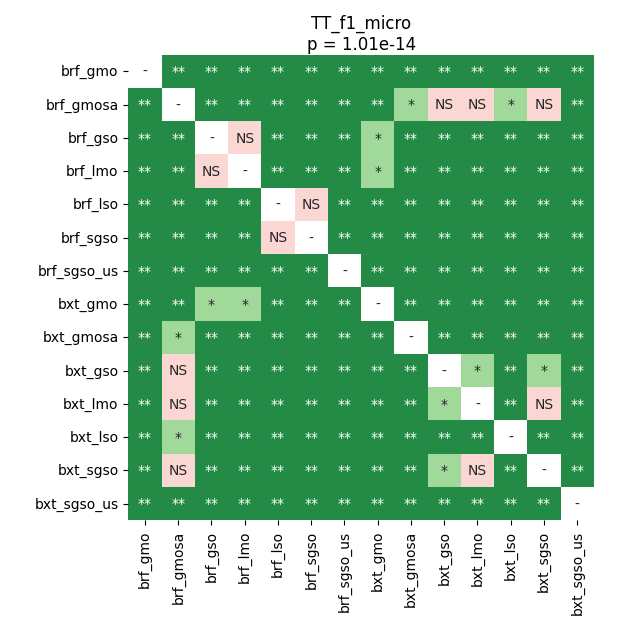 TT_f1_micro
p = 1.01e-14
brf_gmo - ** ** ** ** ** ** ** ** ** ** ** ** **
brf_gmosa ** - ** ** ** ** ** ** * NS NS * NS **
brf_gso ** ** - NS ** ** ** * ** ** ** ** ** **
brf_lmo ** ** NS - ** ** ** * ** ** ** ** ** **
brf_lso ** ** ** ** - NS ** ** ** ** ** ** ** **
brf_sgso ** ** ** ** NS - ** ** ** ** ** ** ** **
brf_sgso_us ** ** ** ** ** ** - ** ** ** ** ** ** **
bxt_gmo ** ** * * ** ** ** - ** ** ** ** ** **
bxt_gmosa ** * ** ** ** ** ** ** - ** ** ** ** **
bxt_gso ** NS ** ** ** ** ** ** ** - * ** * **
bxt_lmo ** NS ** ** ** ** ** ** ** * - ** NS **
bxt_lso ** * ** ** ** ** ** ** ** ** ** - ** **
bxt_sgso ** NS ** ** ** ** ** ** ** * NS ** - **
bxt_sgso_us ** ** ** ** ** ** ** ** ** ** ** ** ** -
brf_gmo
brf_gmosa
brf_gso
brf_lmo
brf_lso
brf_sgso
brf_sgso_us
bxt_gmo
bxt_gmosa
bxt_gso
bxt_lmo
bxt_lso
bxt_sgso
bxt_sgso_us